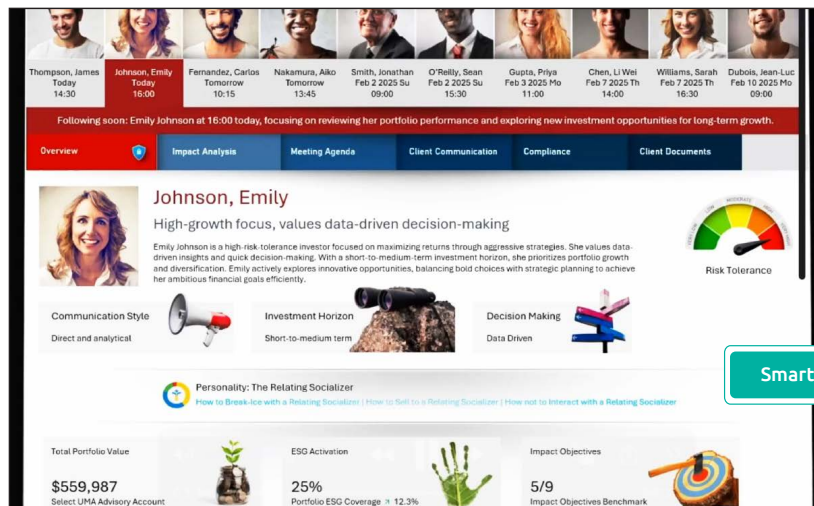 Thompson, James
Today
14:30
Johnson, Emily
Today
16:00
Fernandez, Carlos
Tomorrow
10:15
Nakamura, Aiko
Tomorrow
13:45
Smith, Jonathan
Feb 2 2025 Su
09:00
O'Reilly, Sean
Feb 2 2025 Su
15:30
Gupta, Priya
Feb 3 2025 Mo
11:00
Chen, Li Wei
Feb 7 2025 Th
14:00
Williams, Sarah
Feb 7 2025 Th
16:30
Dubois, Jean-Luc
Feb 10 2025 Mo
09:00
Following soon: Emily Johnson at 16:00 today, focusing on reviewing her portfolio performance and exploring new investment opportunities for long-term growth.
Overview
Impact Analysis
Meeting Agenda
Client Communication
Compliance
Client Documents
Johnson, Emily
High-growth focus, values data-driven decision-making
Emily Johnson is a high-risk-tolerance investor focused on maximizing returns through aggressive strategies. She values data-
driven insights and quick decision-making. With a short-to-medium-term investment horizon, she prioritizes portfolio growth
and diversification. Emily actively explores innovative opportunities, balancing bold choices with strategic planning to achieve
her ambitious financial goals efficiently.
LOW
MODERATE
Risk Tolerance
Communication Style
Direct and analytical
Investment Horizon
Short-to-medium term
Decision Making
Data Driven
Smart
Personality: The Relating Socializer
How to Break-Ice with a Relating Socializer | How to Sell to a Relating Socializer | How not to Interact with a Relating Socializer
Total Portfolio Value
$559,987
Select UMA Advisory Account
ESG Activation
25%
Portfolio ESG Coverage ↗ 12.3%
Impact Objectives
5/9
Impact Objectives Benchmark